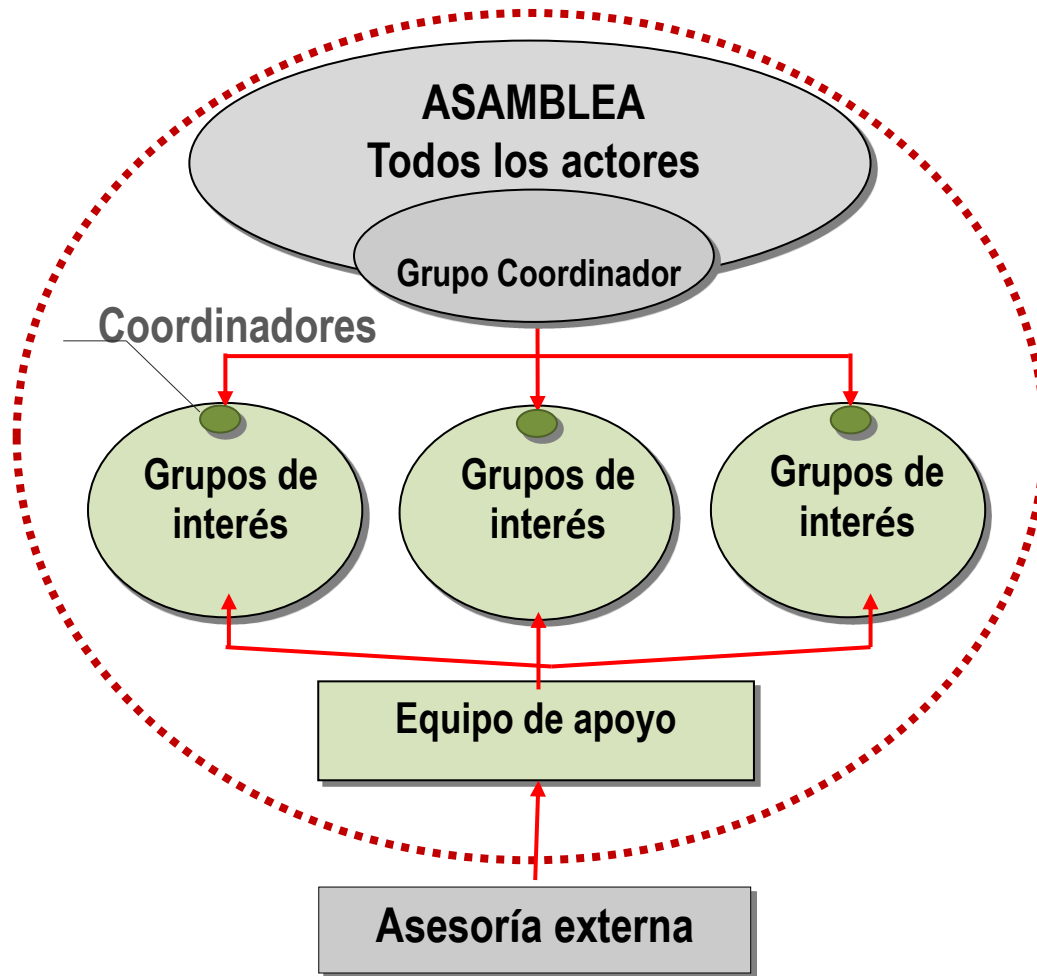 ASAMBLEA
Todos los actores
Grupo Coordinador
Coordinadores
Grupos de
interés
Grupos de
interés
Grupos de
interés
Equipo de apoyo
Asesoría externa